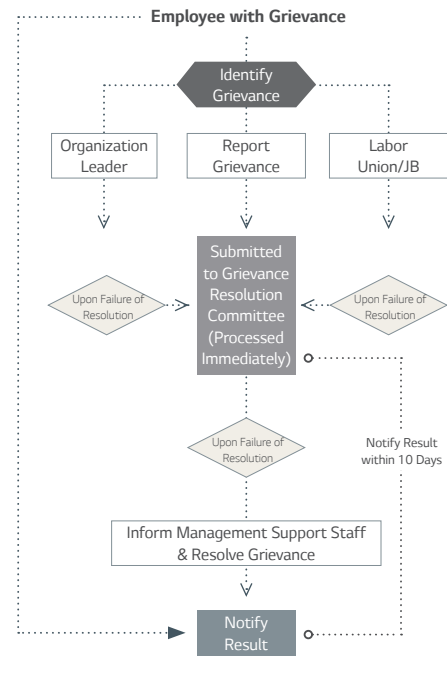 Employee with Grievance
Identify
Grievance
Organization
Leader
Report
Grievance
Labor
Union/JB
Submitted
to Grievance
Resolution
Committee
(Processed
Immediately)
Upon Failure of
Resolution
Upon Failure of
Resolution
Upon Failure of
Resolution
Notify Result
within 10 Days
Inform Management Support Staff
& Resolve Grievance
Notify
Result